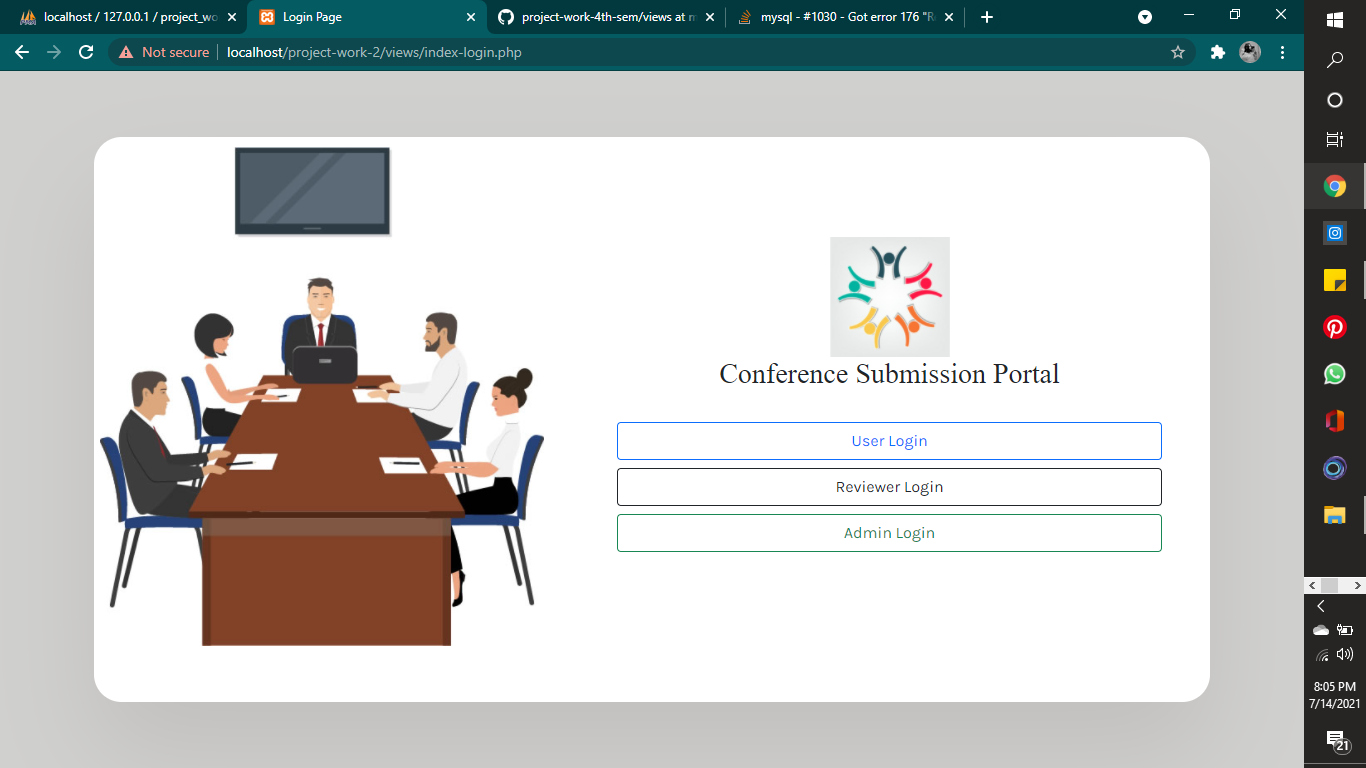 localhost / 127.0.0.1 / project_wo
Login Page
project-work-4th-sem/views at m
mysql - #1030 - Got error 176 "Re
Not secure
localhost/project-work-2/views/index-login.php
Conference Submission Portal
User Login
Reviewer Login
Admin Login
8:05 PM
7/14/2021
21